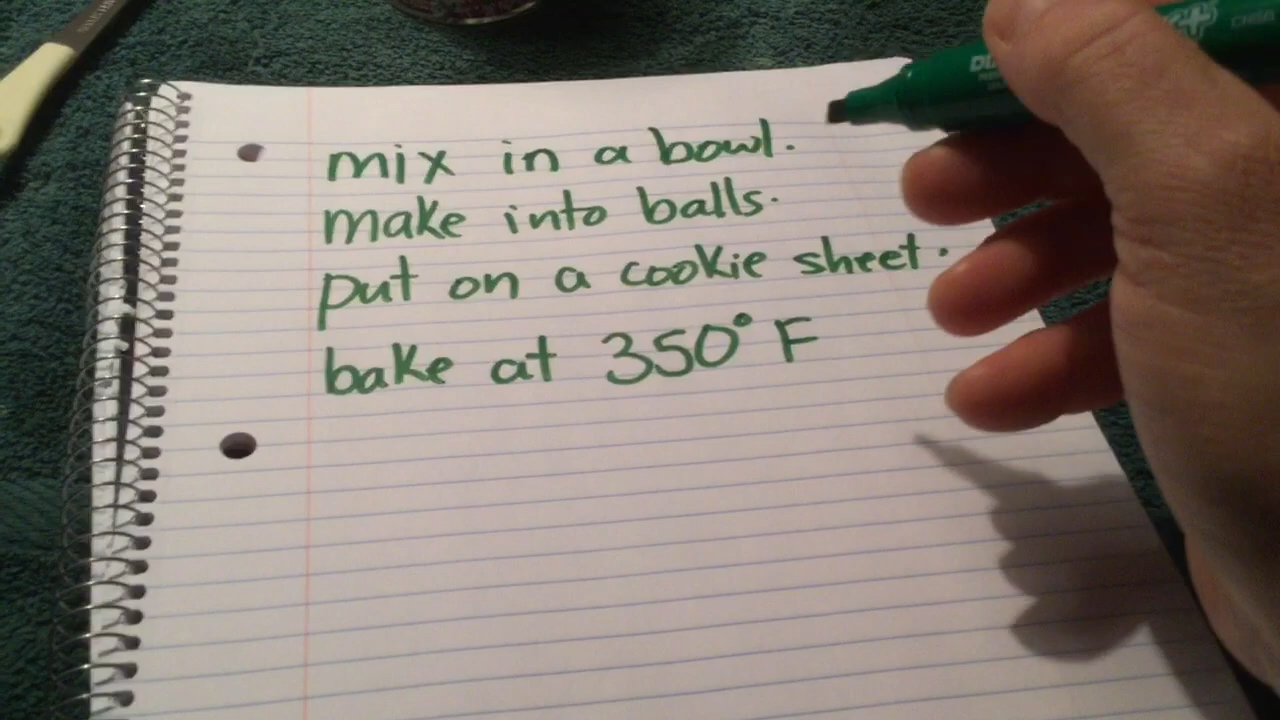 mix in a bowl.
make into balls.
put on a cookie sheet.
bake at 350° F